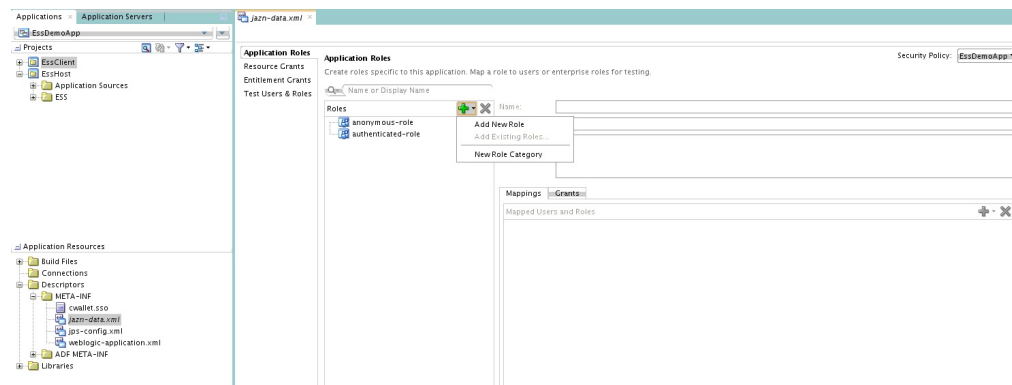 Applications
Application Servers
jazn-data.xml
EssDemoApp
Projects
EssClient
EssHost
Application Sources
ESS
Application Resources
Build Files
Connections
Descriptors
META-INF
cwallet.sso
jazn-data.xml
jps-config.xml
weblogic-application.xml
ADF META-INF
Libraries
Application Roles
Resource Grants
Entitlement Grants
Test Users & Roles
Application Roles
Security Policy: EssDemoApp
Create roles specific to this application. Map a role to users or enterprise roles for testing.
Name or Display Name
Roles
anonymous-role
authenticated-role
Add New Role
Add Existing Roles...
New Role Category
Name:
Mappings
Grants
Mapped Users and Roles